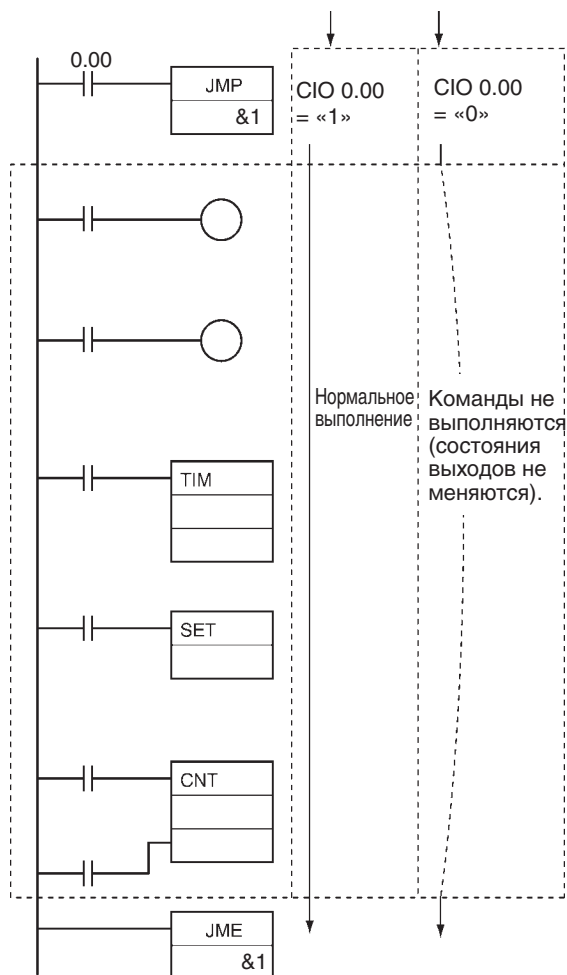 0.00
JMP
&1
CIO 0.00
= «1»
CIO 0.00
= «0»
Нормальное
выполнение
Команды не
выполняются
(состояния
выходов не
меняются).
TIM
SET
CNT
JME
&1